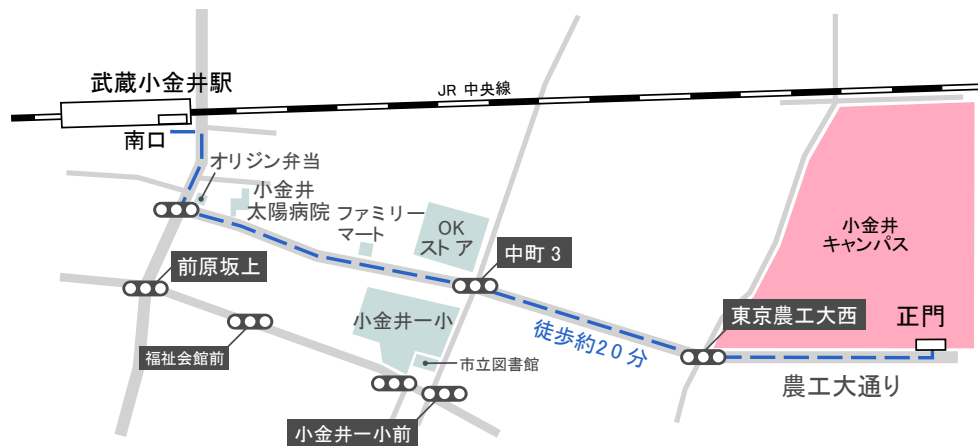 武蔵小金井駅
JR 中央線
南口
オリジン弁当
小金井
太陽病院
ファミリー
マート
OK
ストア
小金井
キャンパス
中町 3
前原坂上
東京農工大西
正門
小金井一小
徒歩約20分
福祉会館前
市立図書館
農工大通り
小金井一小前